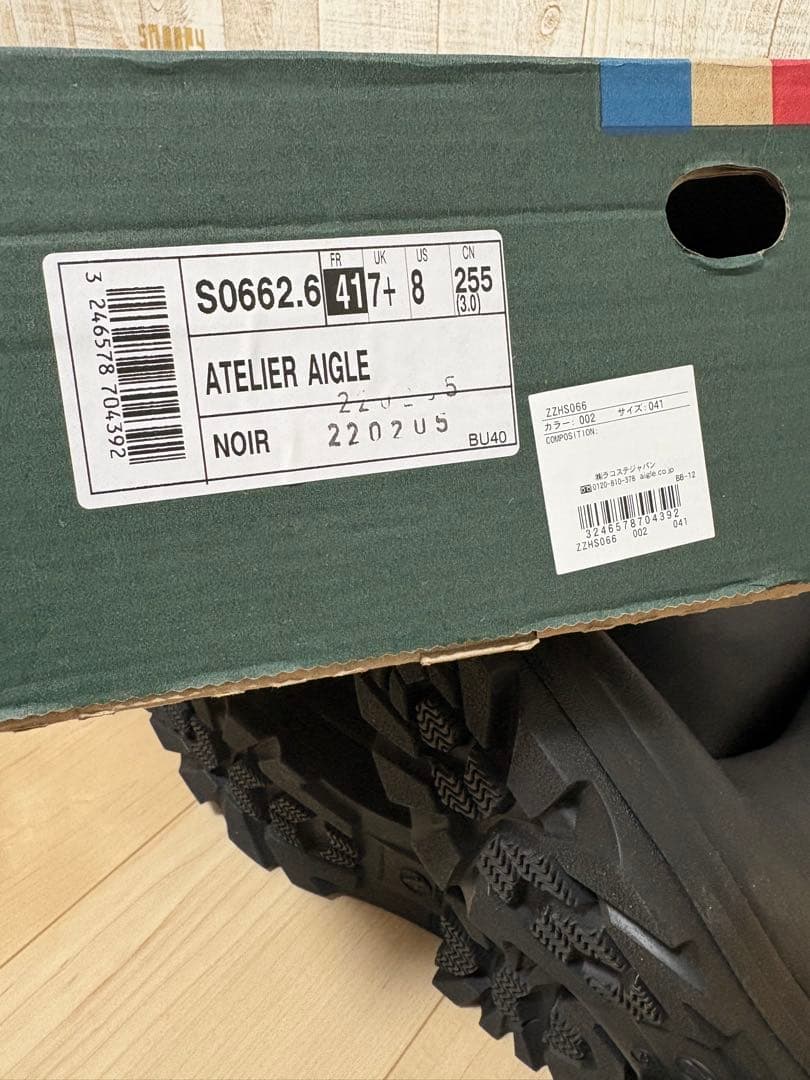 SNOOPY
3 246578 704392
FR UK US CN
S0662.6 41 7+ 8 255
(3.0)
ATELIER AIGLE
NOIR 220205 BU40
ZZHS066
カラー: 002 サイズ: 041
COMPOSITION:
㈱ラコステジャパン
0120-810-378 aigle.co.jp
BB-12
3246578704392
ZZHS066 002 041